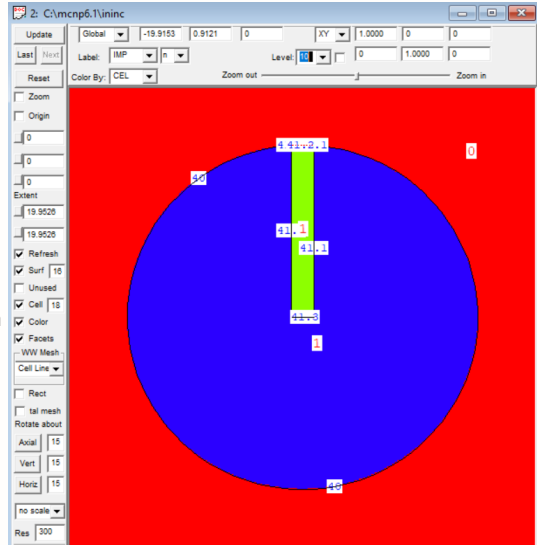 2: C:\mcnp6.1\ininc
Update Global -19.9153 0.9121 0 XY 1.0000 0 0
Last Next Label: IMP n Level: 10 0 1.0000 0
Reset Color By: CEL Zoom out Zoom in
Zoom
Origin
0
0
0
Extent
19.9526
19.9526
Refresh
Surf 16
Unused
Cell 18
Color
Facets
WW Mesh
Cell Line
Rect
tal mesh
Rotate about
Axial 15
Vert 15
Horiz 15
no scale
Res 300
0
40
41. 1
41.1
41.3
1
40